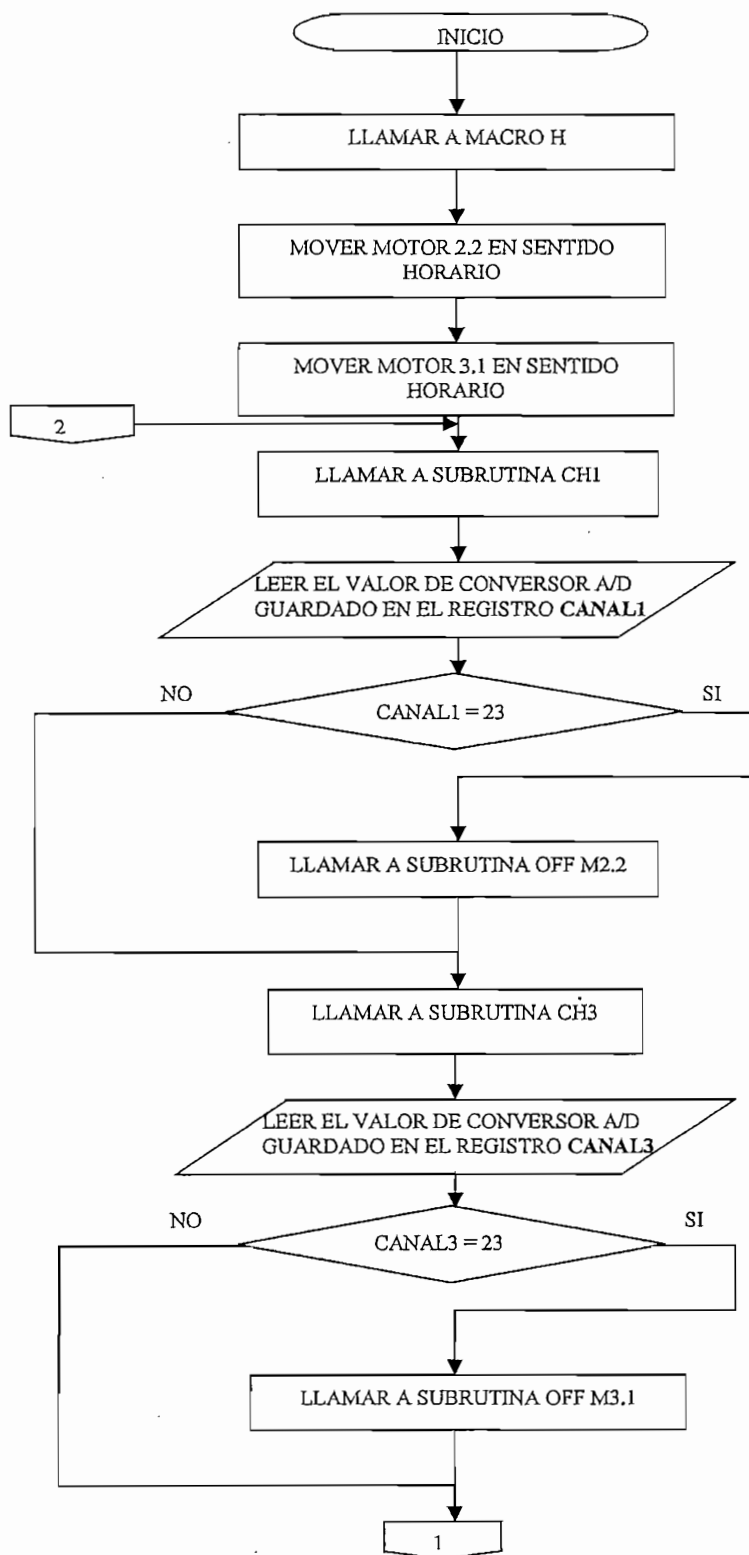 INICIO
LLAMAR A MACRO H
MOVER MOTOR 2.2 EN SENTIDO
HORARIO
MOVER MOTOR 3.1 EN SENTIDO
HORARIO
2
LLAMAR A SUBRUTINA CH1
LEER EL VALOR DE CONVERSOR A/D
GUARDADO EN EL REGISTRO CANAL1
NO
SI
CANAL1 = 23
LLAMAR A SUBRUTINA OFF M2.2
LLAMAR A SUBRUTINA CH3
LEER EL VALOR DE CONVERSOR A/D
GUARDADO EN EL REGISTRO CANAL3
NO
SI
CANAL3 = 23
LLAMAR A SUBRUTINA OFF M3.1
1